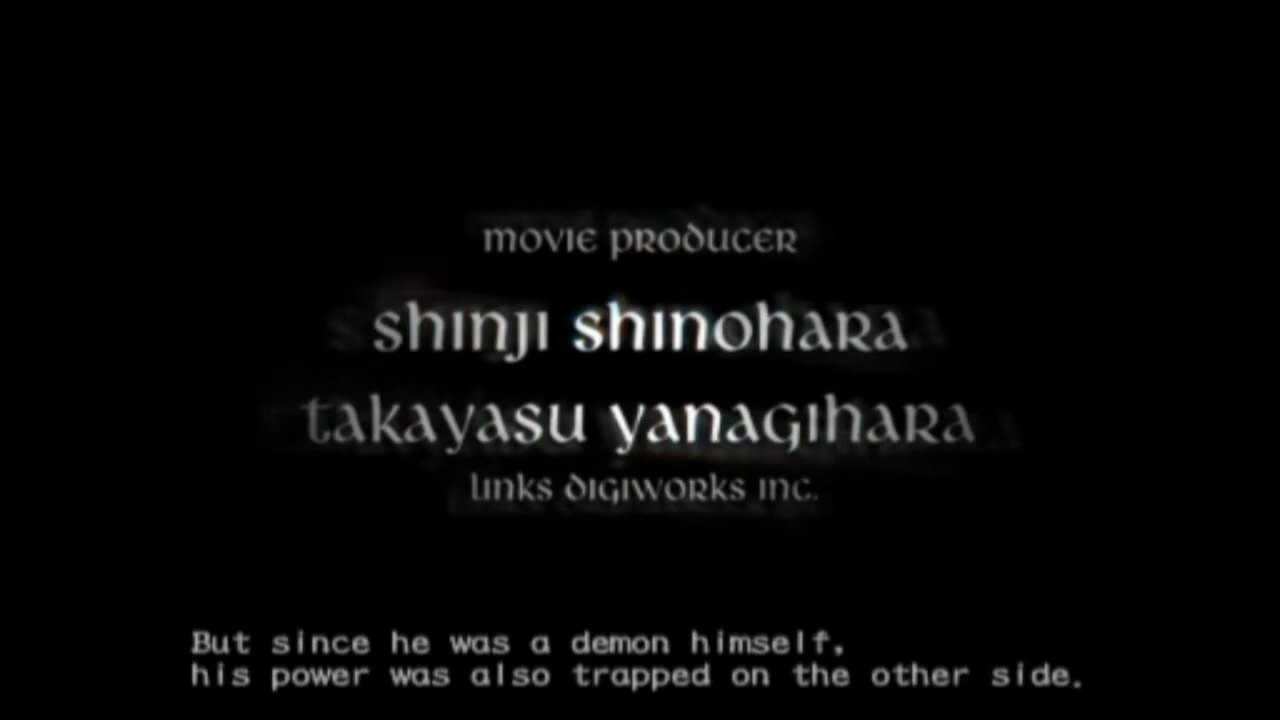 movie producer
shinji shinohara
takayasu yanagihara
links digiworks inc.
But since he was a demon himself,
his power was also trapped on the other side.